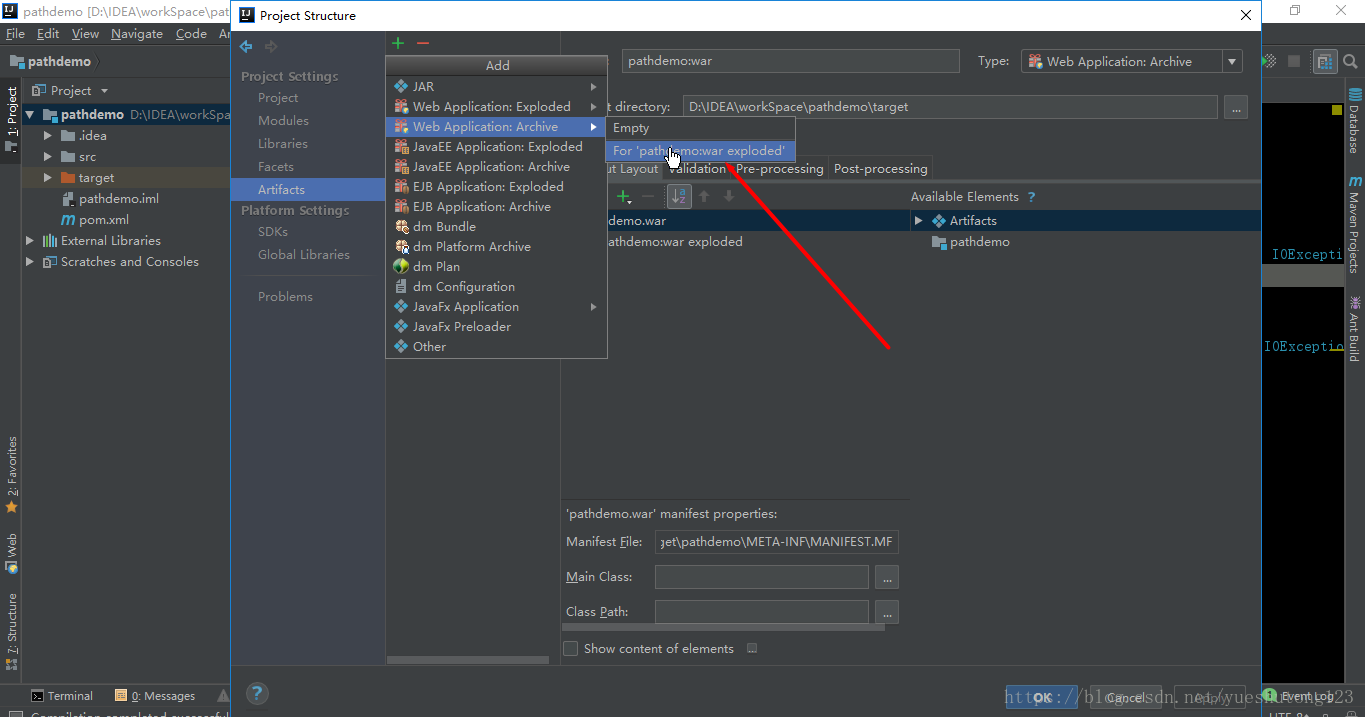 pathdemo [D:\IDEA\workSpace\pat
Project Structure
File Edit View Navigate Code
pathdemo
Project
pathdemo D:\IDEA\workSpa
.idea
src
target
pathdemo.iml
pom.xml
External Libraries
Scratches and Consoles
1: Project
2: Favorites
Web
7: Structure
Project Settings
Project
Modules
Libraries
Facets
Artifacts
Platform Settings
SDKs
Global Libraries
Problems
Add
JAR
Web Application: Exploded
Web Application: Archive
JavaEE Application: Exploded
JavaEE Application: Archive
EJB Application: Exploded
EJB Application: Archive
dm Bundle
dm Platform Archive
dm Plan
dm Configuration
JavaFx Application
JavaFx Preloader
Other
Empty
For 'pathdemo:war exploded'
pathdemo:war
Type: Web Application: Archive
t directory: D:\IDEA\workSpace\pathdemo\target ...
ut Layout Validation Pre-processing Post-processing
Available Elements ?
demo.war
athdemo:war exploded
Artifacts
pathdemo
'pathdemo.war' manifest properties:
Manifest File: get\pathdemo\META-INF\MANIFEST.MF
Main Class: ...
Class Path: ...
Show content of elements ...
?
OK Cancel Apply
https://blog.csdn.net/yueshutong123
IOExcepti
IOExceptio
Database
Maven Projects
Ant Build
Terminal 0: Messages
Event Log